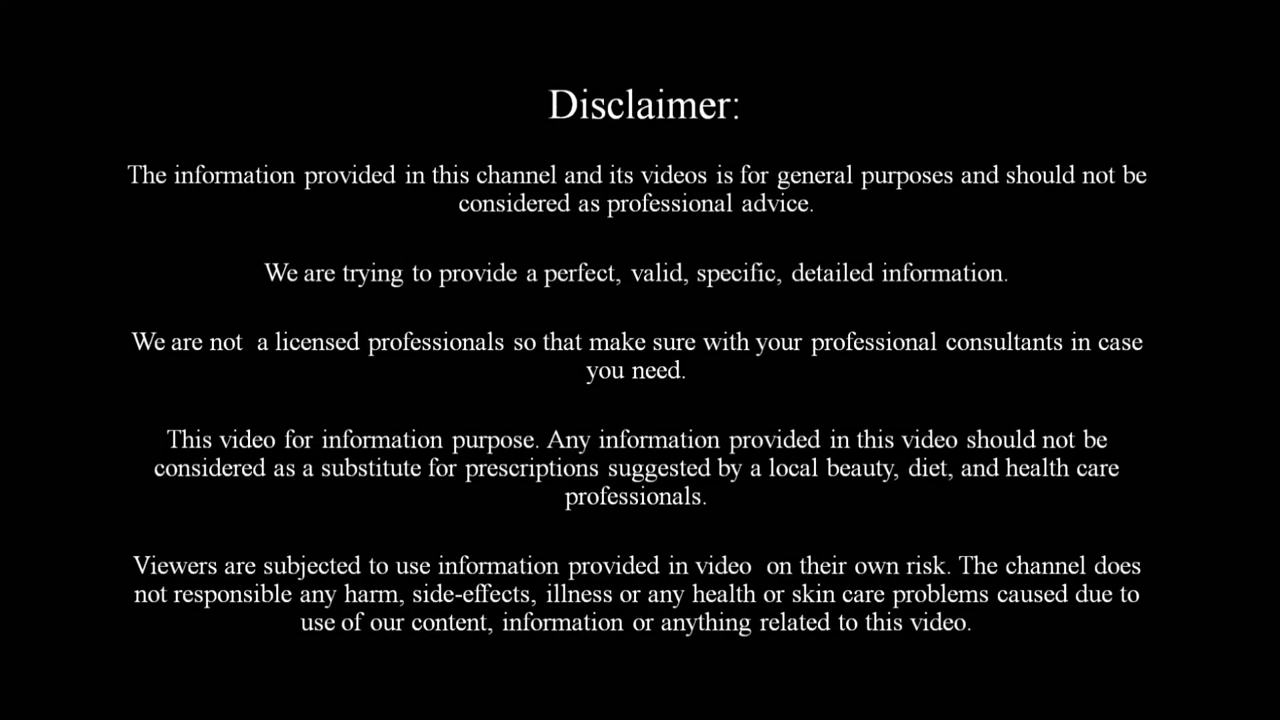 Disclaimer:
The information provided in this channel and its videos is for general purposes and should not be
considered as professional advice.
We are trying to provide a perfect, valid, specific, detailed information.
We are not  a licensed professionals so that make sure with your professional consultants in case
you need.
This video for information purpose. Any information provided in this video should not be
considered as a substitute for prescriptions suggested by a local beauty, diet, and health care
professionals.
Viewers are subjected to use information provided in video  on their own risk. The channel does
not responsible any harm, side-effects, illness or any health or skin care problems caused due to
use of our content, information or anything related to this video.